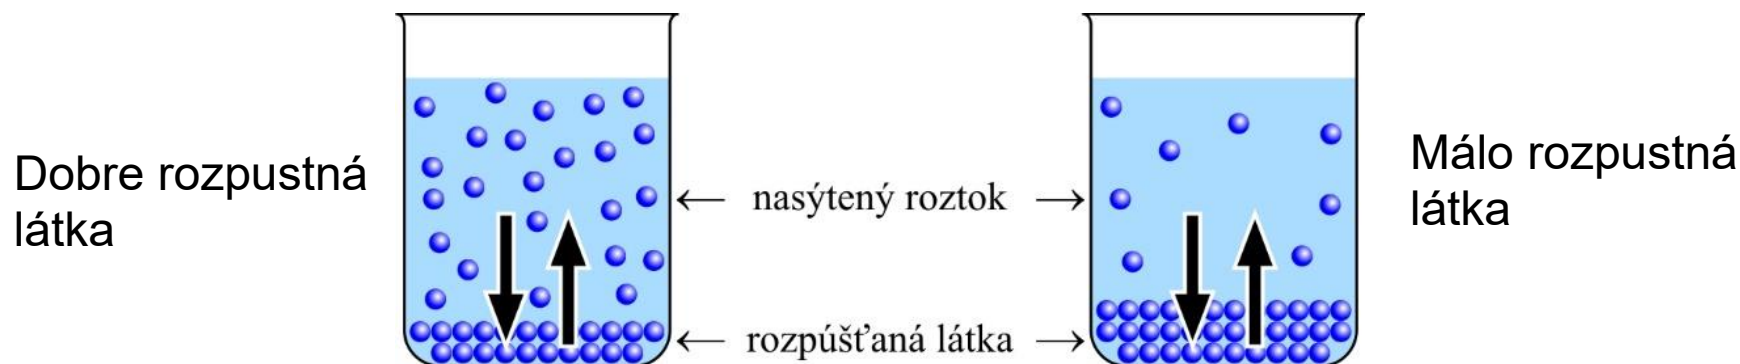 Dobre rozpustná
látka
← nasýtený roztok →
← rozpúšťaná látka →
Málo rozpustná
látka